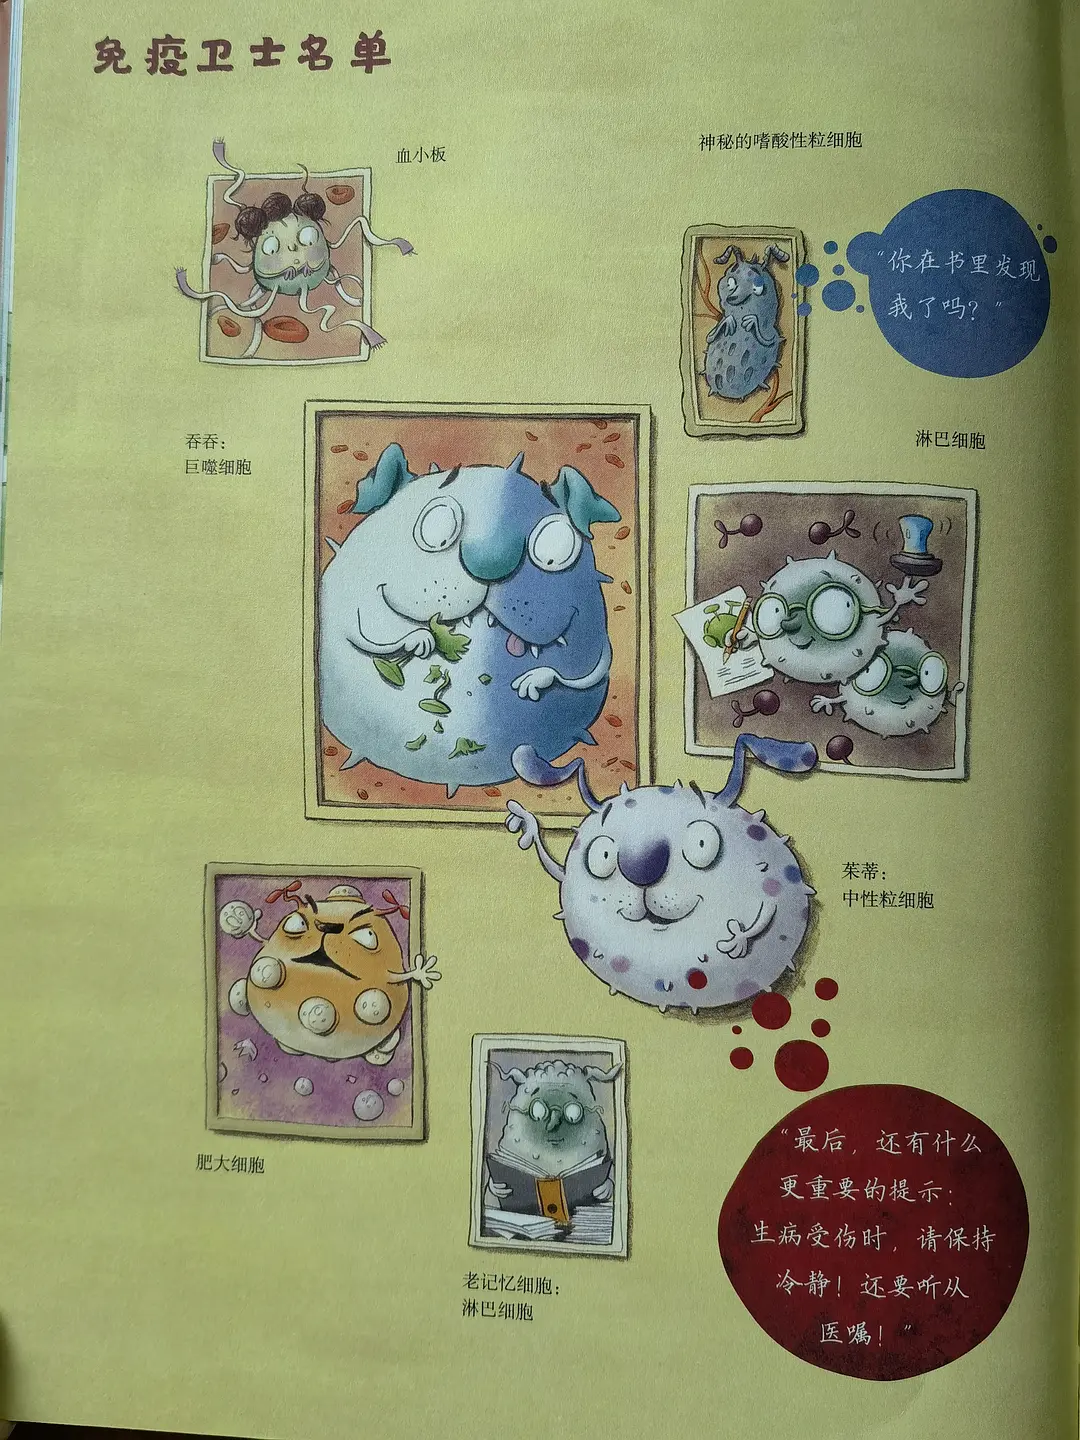 免疫卫士名单
血小板
神秘的嗜酸性粒细胞
“你在书里发现
我了吗？”
吞吞：
巨噬细胞
淋巴细胞
茱蒂：
中性粒细胞
肥大细胞
老记忆细胞：
淋巴细胞
“最后，还有什么
更重要的提示：
生病受伤时，请保持
冷静！还要听从
医嘱！”